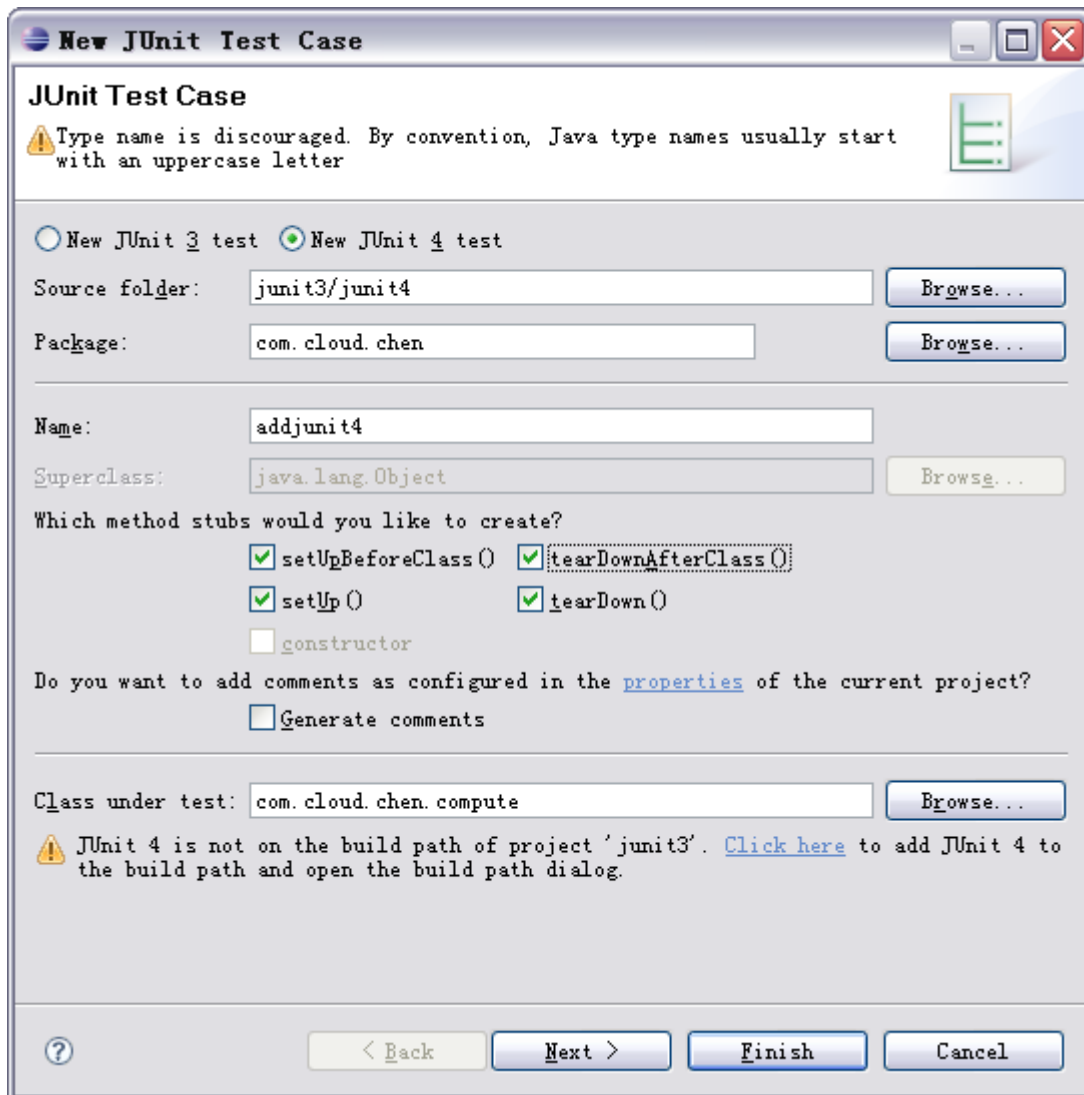 New JUnit Test Case
JUnit Test Case
Type name is discouraged. By convention, Java type names usually start
with an uppercase letter
New JUnit 3 test New JUnit 4 test
Source folder: junit3/junit4 Browse...
Package: com.cloud.chen Browse...
Name: addjunit4
Superclass: java.lang.Object Browse...
Which method stubs would you like to create?
setUpBeforeClass() tearDownAfterClass()
setUp() tearDown()
constructor
Do you want to add comments as configured in the properties of the current project?
Generate comments
Class under test: com.cloud.chen.compute Browse...
JUnit 4 is not on the build path of project 'junit3'. Click here to add JUnit 4 to
the build path and open the build path dialog.
? < Back Next > Finish Cancel